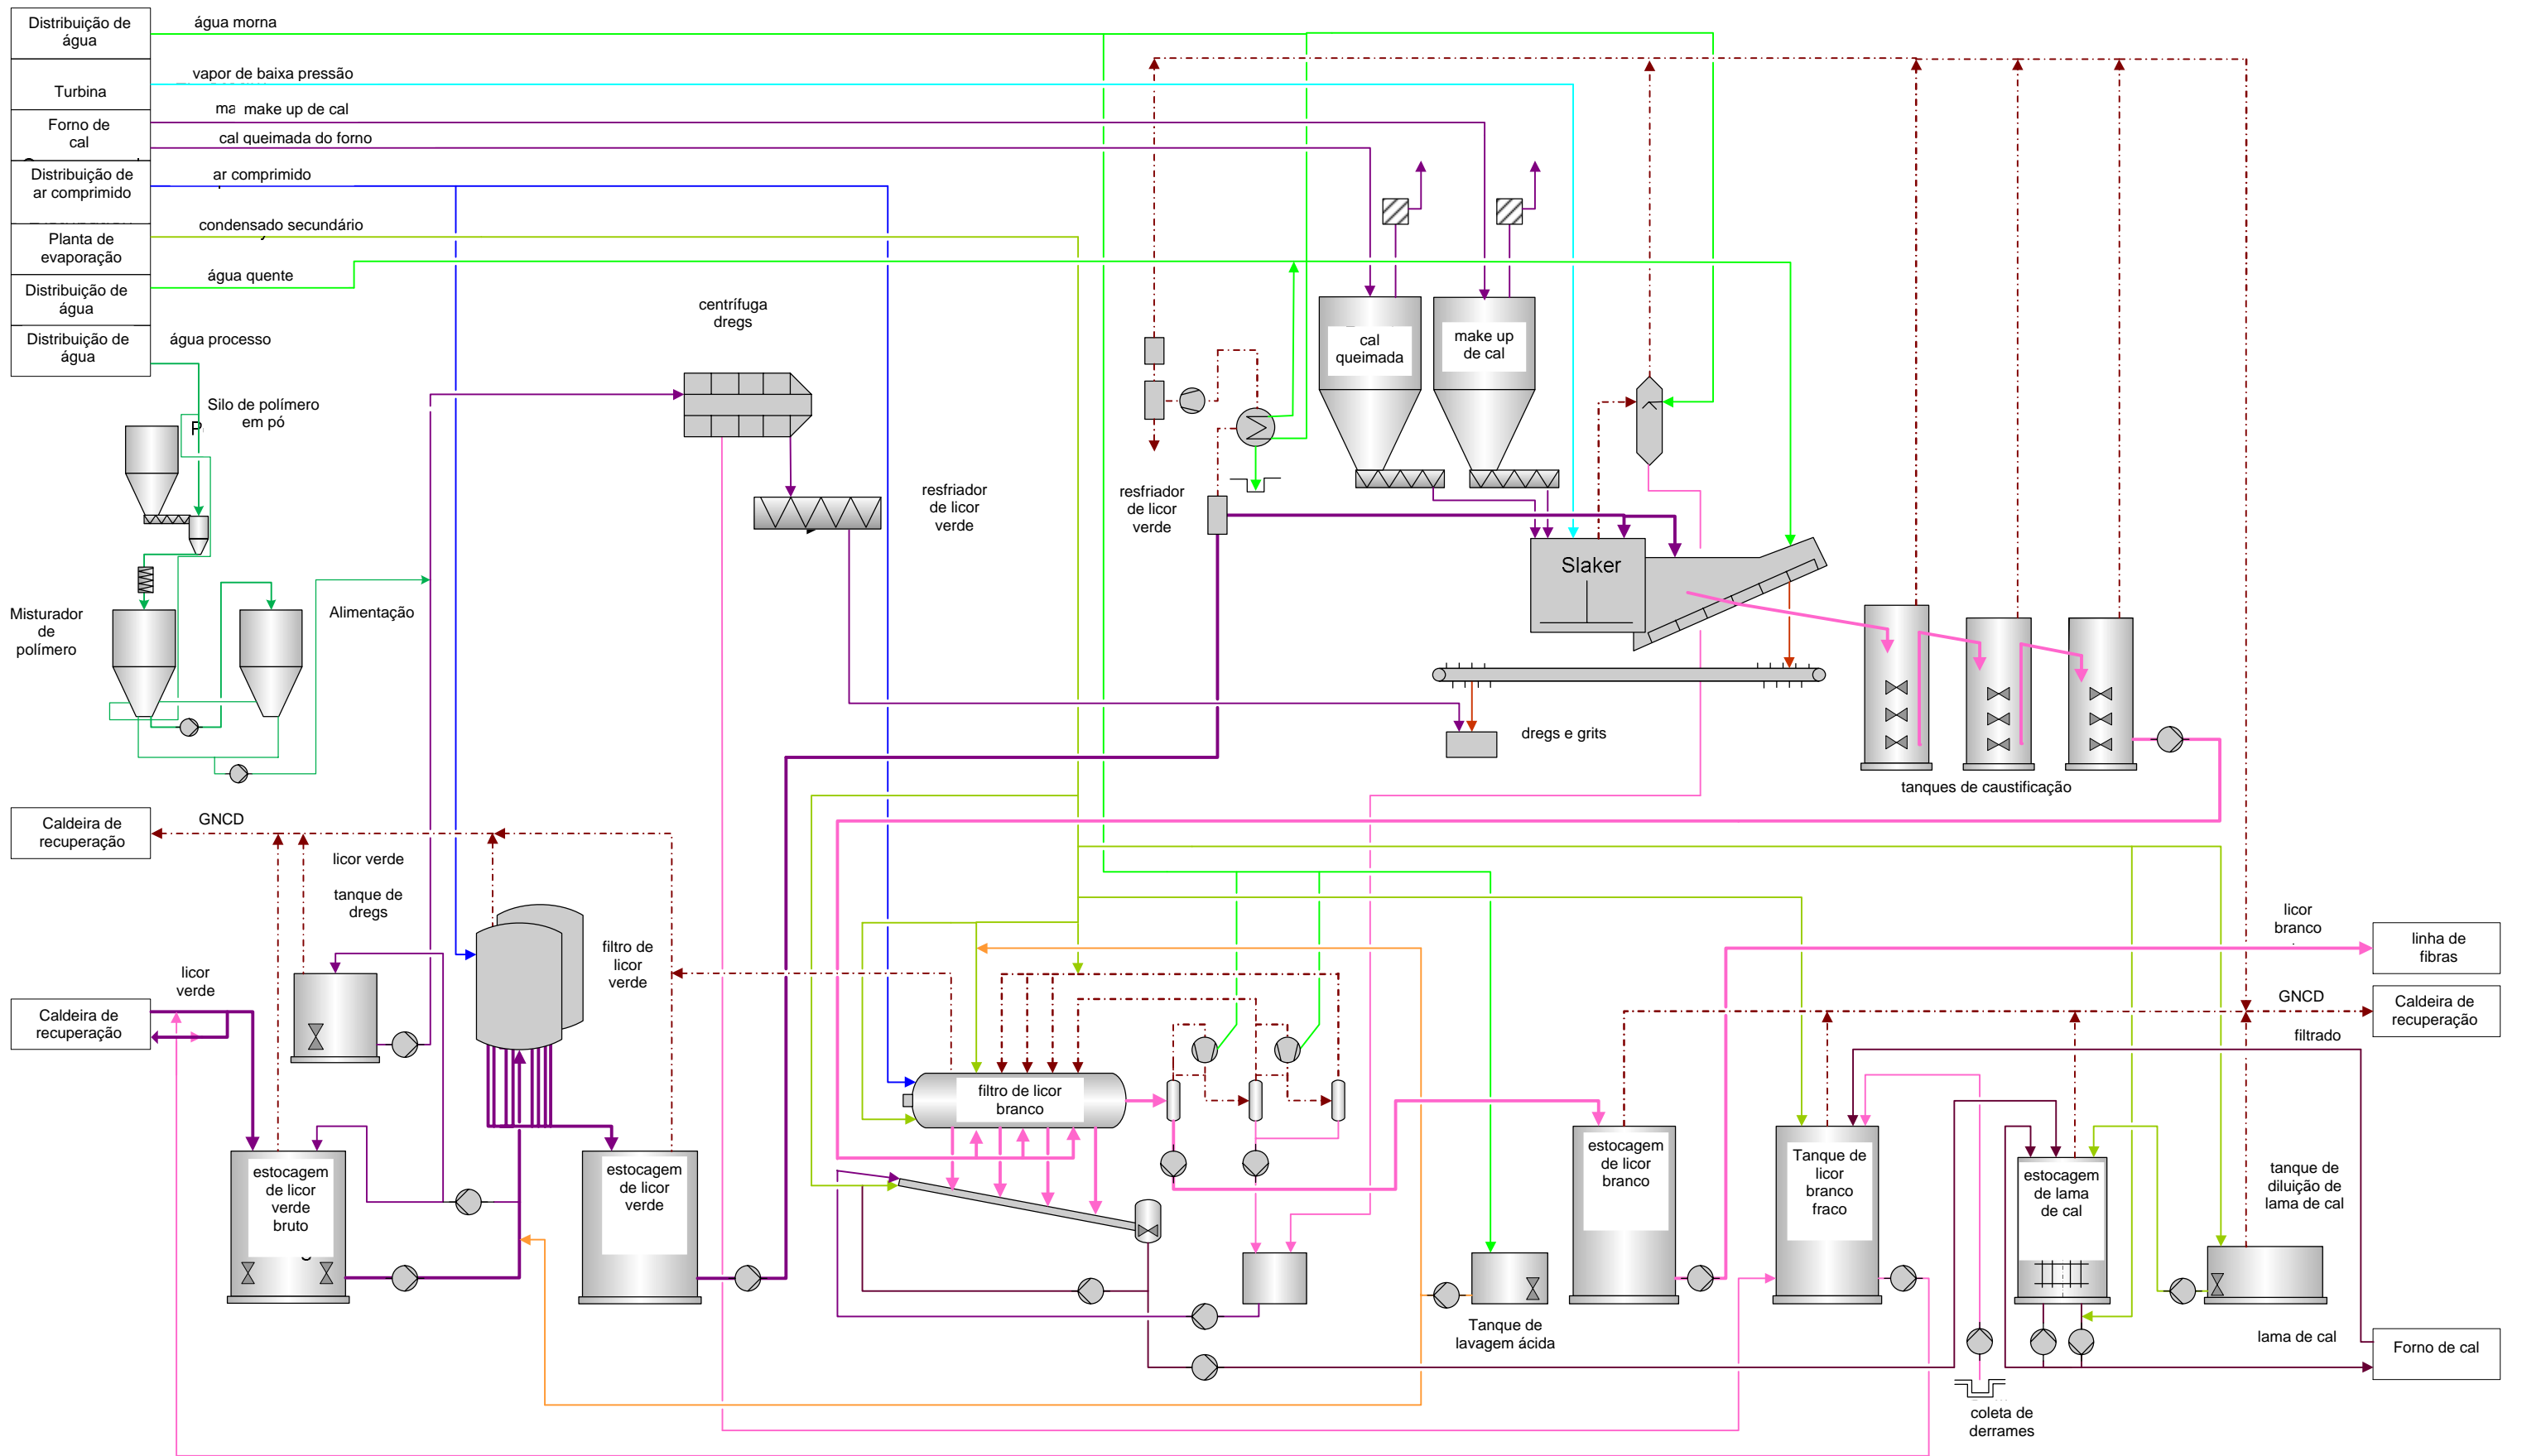 Distribuição de
água
água morna
vapor de baixa pressão
Turbina
ma make up de cal
Forno de
cal
cal queimada do forno
Distribuição de
ar comprimido
ar comprimido
condensado secundário
Planta de
evaporação
água quente
Distribuição de
água
Distribuição de
água
água processo
centrífuga
dregs
cal
queimada
make up
de cal
Silo de polímero
em pó
P
resfriador
de licor
verde
resfriador
de licor
verde
Slaker
Misturador
de
polímero
Alimentação
dregs e grits
tanques de caustificação
Caldeira de
recuperação
GNCD
licor verde
tanque de
dregs
filtro de
licor
verde
licor
branco
linha de
fibras
licor
verde
Caldeira de
recuperação
GNCD
Caldeira de
recuperação
filtrado
filtro de licor
branco
estocagem
de licor
verde
bruto
estocagem
de licor
verde
estocagem
de licor
branco
Tanque de
licor
branco
fraco
estocagem
de lama
de cal
tanque de
diluição de
lama de cal
Tanque de
lavagem ácida
lama de cal
Forno de cal
coleta de
derrames